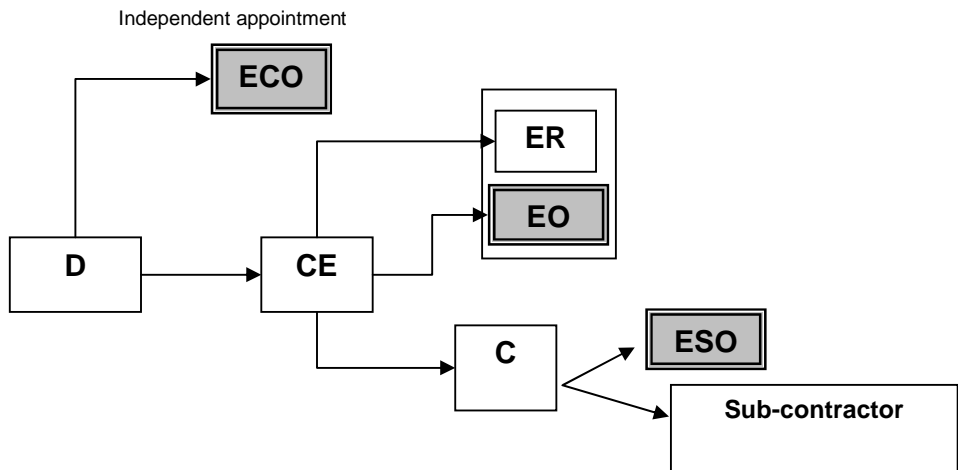 Independent appointment
ECO
ER
EO
D
CE
C
ESO
Sub-contractor